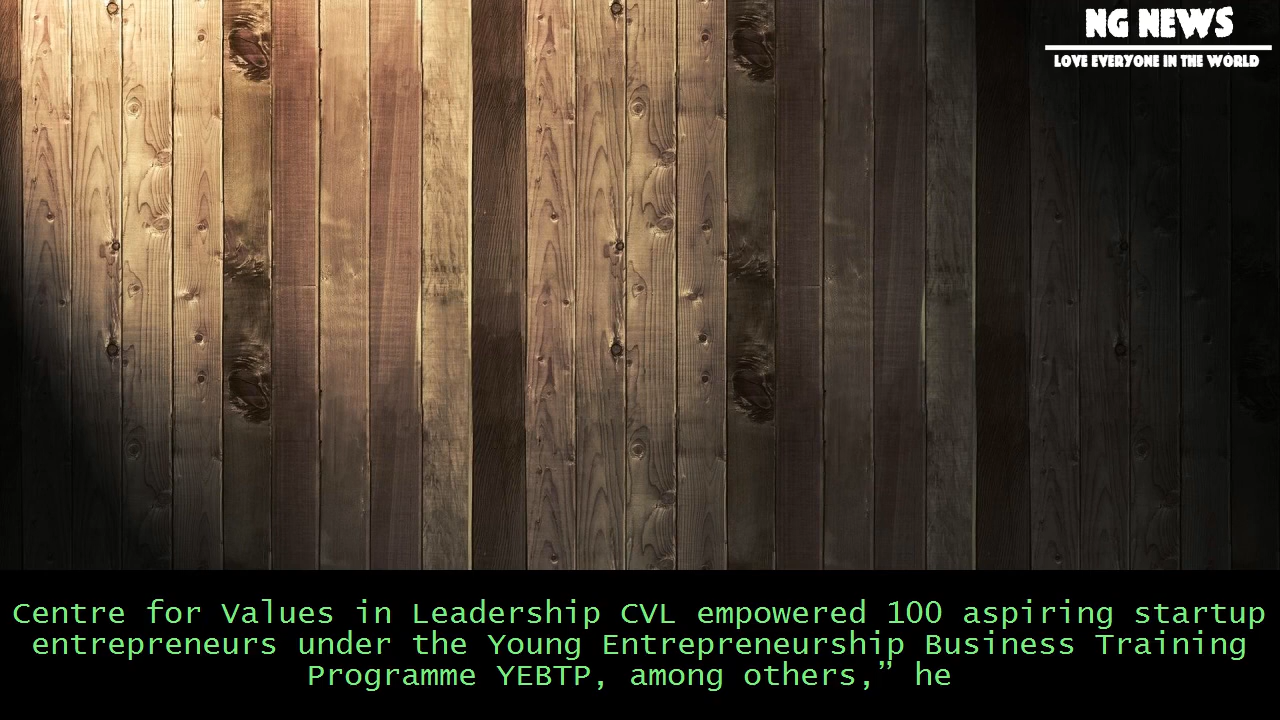 NG NEWS
LOVE EVERYONE IN THE WORLD
Centre for Values in Leadership CVL empowered 100 aspiring startup
entrepreneurs under the Young Entrepreneurship Business Training
Programme YEBTP, among others,” he